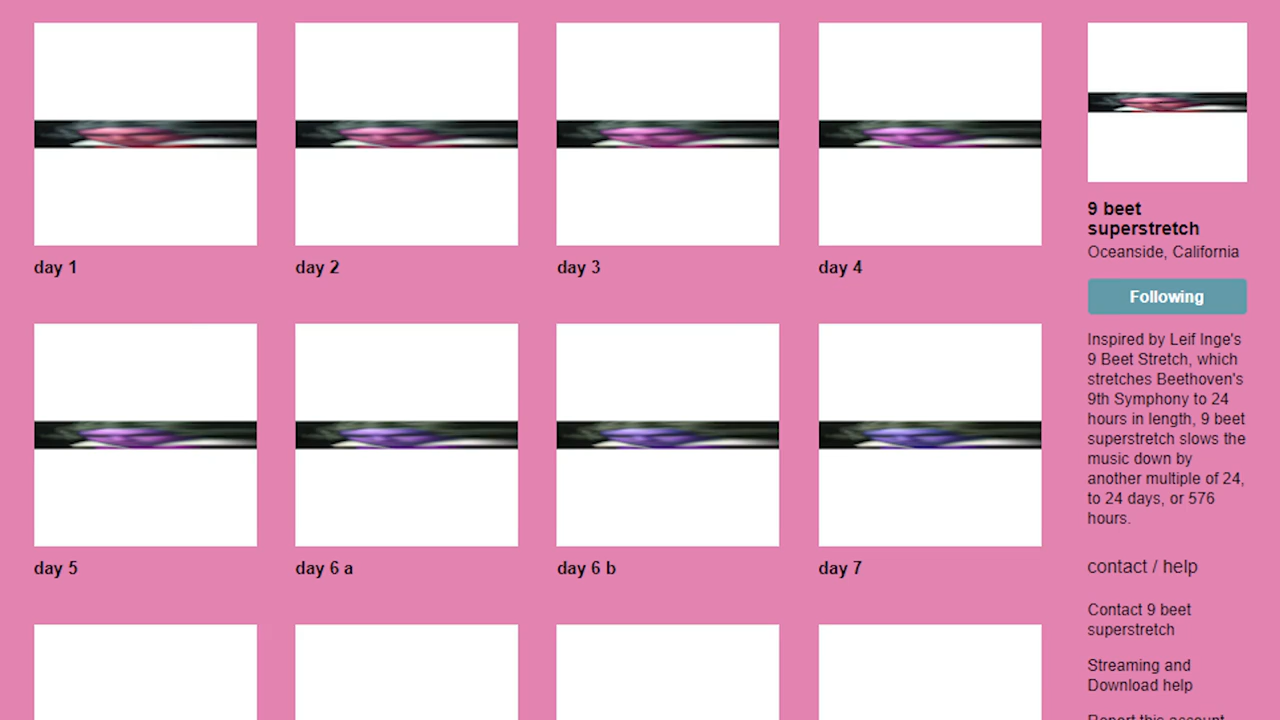 day 1
day 2
day 3
day 4
day 5
day 6 a
day 6 b
day 7
9 beet
superstretch
Oceanside, California
Following
Inspired by Leif Inge's
9 Beet Stretch, which
stretches Beethoven's
9th Symphony to 24
hours in length, 9 beet
superstretch slows the
music down by
another multiple of 24,
to 24 days, or 576
hours.
contact / help
Contact 9 beet
superstretch
Streaming and
Download help
Report this account